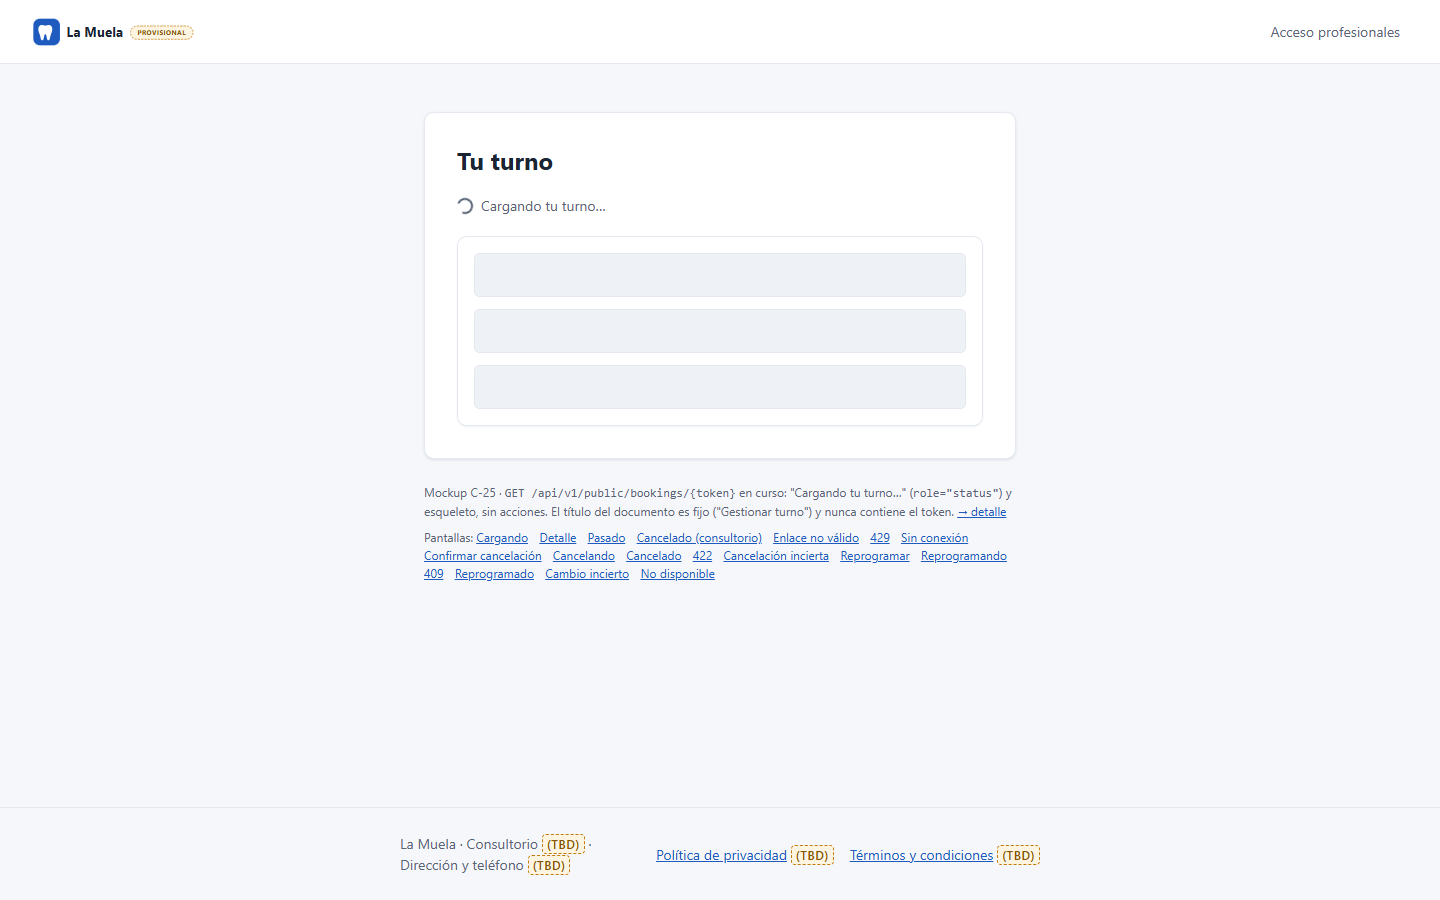 La Muela PROVISIONAL
Acceso profesionales
Tu turno
Cargando tu turno...
Mockup C-25 · GET /api/v1/public/bookings/{token} en curso: "Cargando tu turno..." (role="status") y
esqueleto, sin acciones. El título del documento es fijo ("Gestionar turno") y nunca contiene el token. → detalle
Pantallas: Cargando Detalle Pasado Cancelado (consultorio) Enlace no válido 429 Sin conexión
Confirmar cancelación Cancelando Cancelado 422 Cancelación incierta Reprogramar Reprogramando
409 Reprogramado Cambio incierto No disponible
La Muela · Consultorio (TBD) ·
Dirección y teléfono (TBD)
Política de privacidad (TBD) Términos y condiciones (TBD)